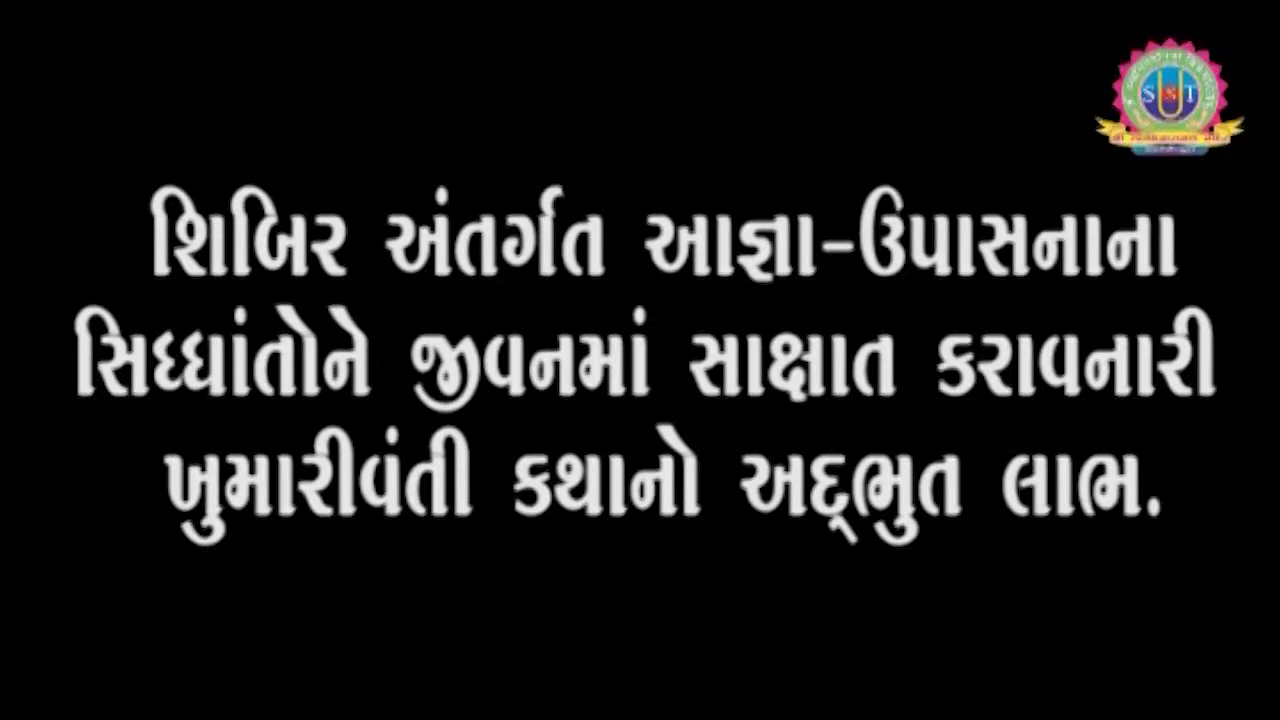 S S T
શિબિર અંતર્ગત આજ્ઞા-ઉપાસનાના
સિધ્ધાંતોને જીવનમાં સાક્ષાત કરાવનારી
ખુમારીવંતી કથાનો અદ્‌ભુત લાભ.